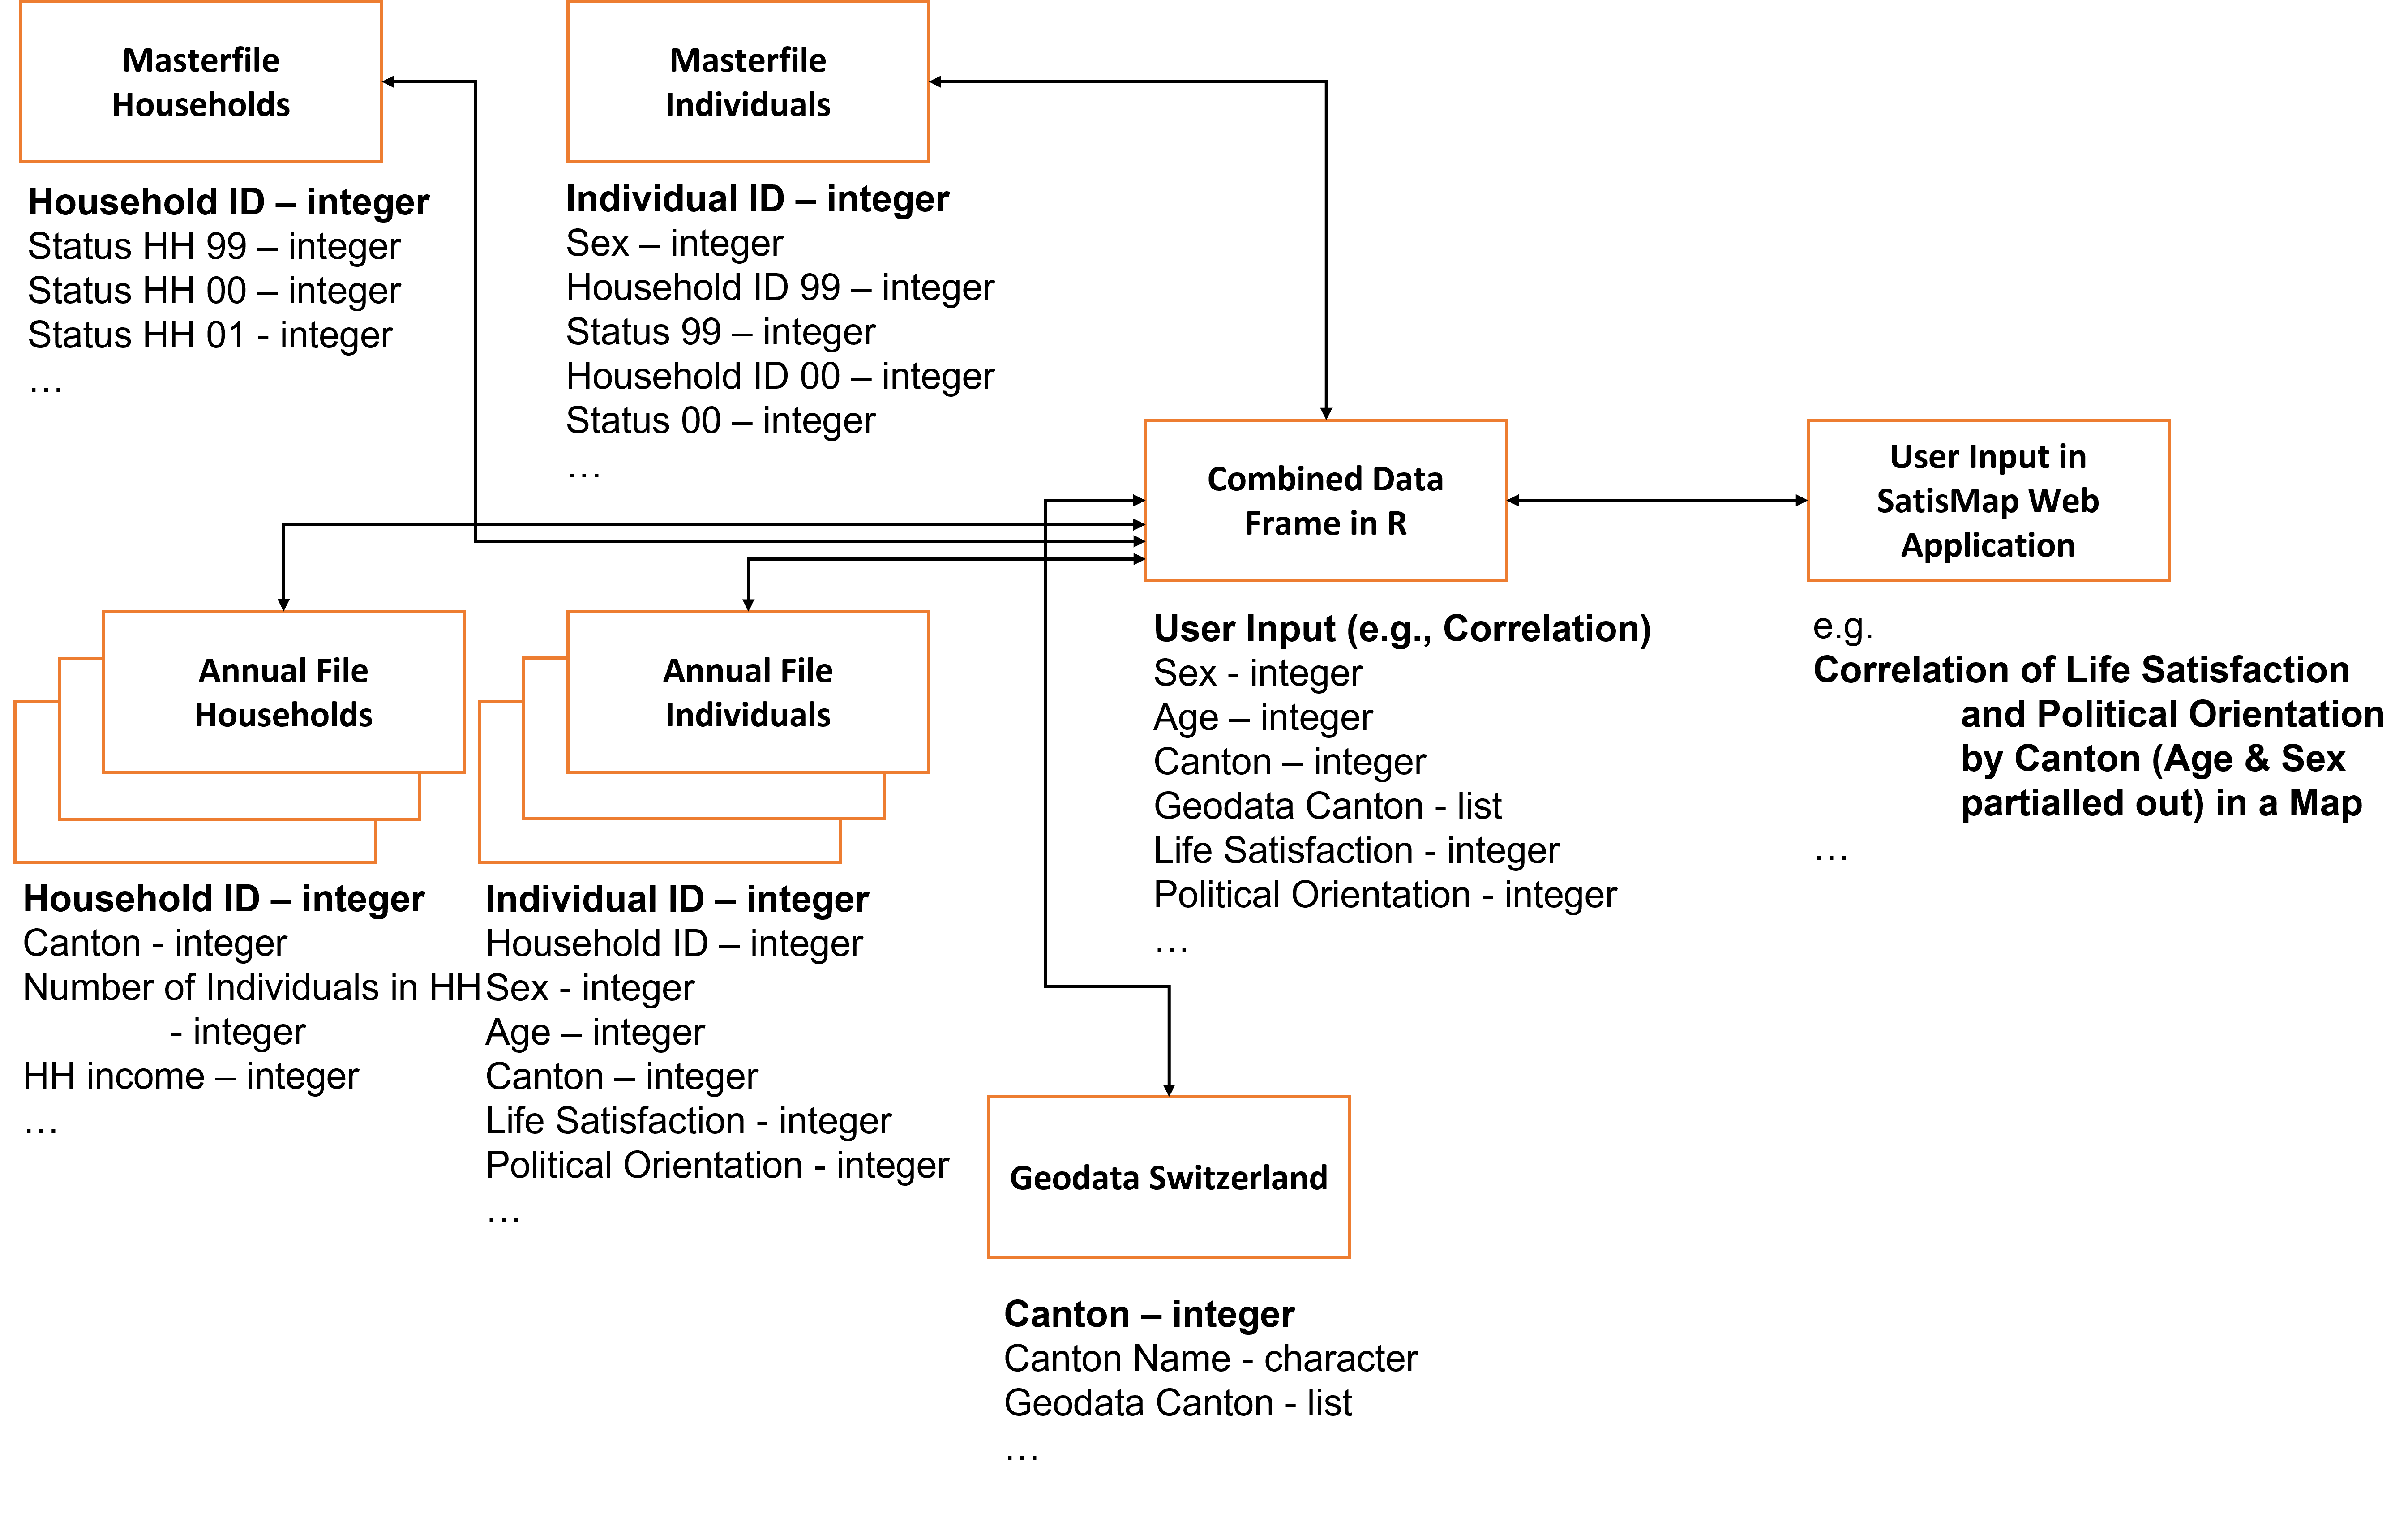 Masterfile
Households
Household ID – integer
Status HH 99 – integer
Status HH 00 – integer
Status HH 01 - integer
…
Masterfile
Individuals
Individual ID – integer
Sex – integer
Household ID 99 – integer
Status 99 – integer
Household ID 00 – integer
Status 00 – integer
…
Combined Data
Frame in R
User Input (e.g., Correlation)
Sex - integer
Age – integer
Canton – integer
Geodata Canton - list
Life Satisfaction - integer
Political Orientation - integer
…
User Input in
SatisMap Web
Application
e.g.
Correlation of Life Satisfaction
and Political Orientation
by Canton (Age & Sex
partialled out) in a Map
…
Annual File
Households
Household ID – integer
Canton - integer
Number of Individuals in HH
- integer
HH income – integer
…
Annual File
Individuals
Individual ID – integer
Household ID – integer
Sex - integer
Age – integer
Canton – integer
Life Satisfaction - integer
Political Orientation - integer
…
Geodata Switzerland
Canton – integer
Canton Name - character
Geodata Canton - list
…